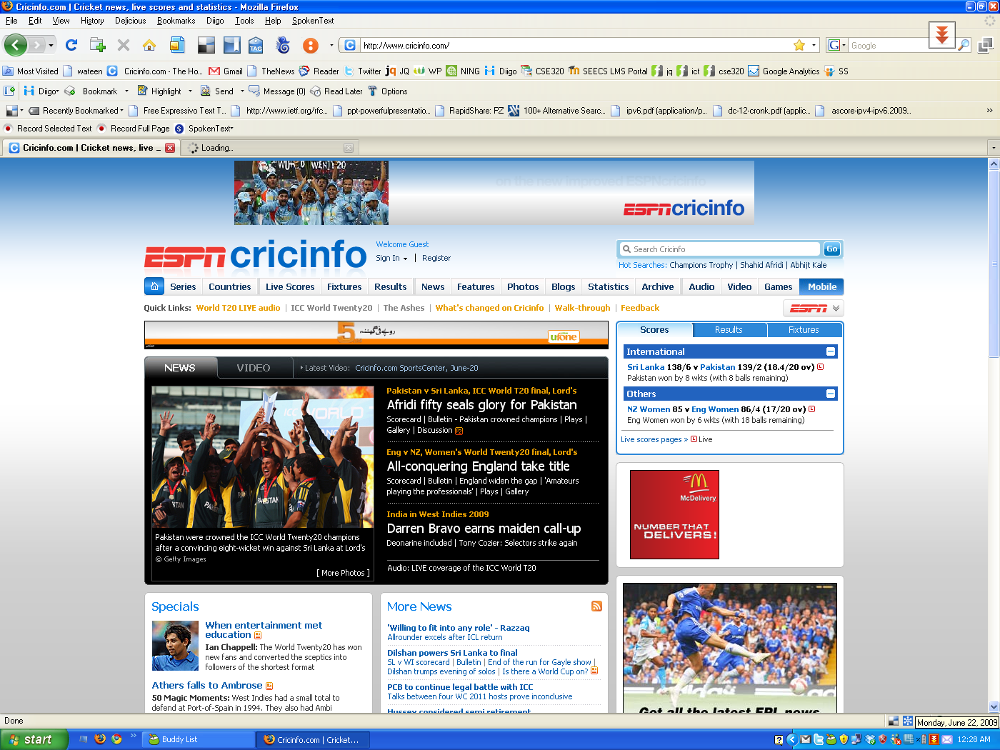 Cricinfo.com | Cricket news, live scores and statistics - Mozilla Firefox
File Edit View History Delicious Bookmarks Diigo Tools Help SpokenText
TAG
http://www.cricinfo.com/
G Google
Most Visited wateen Cricinfo.com - The Ho... Gmail TheNews Reader Twitter JQ WP NING Diigo CSE320 SEECS LMS Portal jq ict cse320 Google Analytics SS
Diigo Bookmark Highlight Send Message (0) Read Later Options
Recently Bookmarked Free Expressivo Text T... http://www.ietf.org/rfc... ppt-powerfulpresentatio... RapidShare: PZ 100+ Alternative Searc... ipv6.pdf (application/p... dc-12-cronk.pdf (applic... ascore-ipv4-ipv6.2009... »
Record Selected Text Record Full Page SpokenText
Cricinfo.com | Cricket news, live ... Loading...
on the new improved ESPNcricinfo
ESPNcricinfo
ESPN cricinfo
Welcome Guest
Sign In | Register
Search Cricinfo Go
Hot Searches: Champions Trophy | Shahid Afridi | Abhijt Kale
Series Countries Live Scores Fixtures Results News Features Photos Blogs Statistics Archive Audio Video Games Mobile
Quick Links: World T20 LIVE audio | ICC World Twenty20 | The Ashes | What's changed on Cricinfo | Walk-through | Feedback
ESPN
5
ufone
Scores Results Fixtures
International
Sri Lanka 138/6 v Pakistan 139/2 (18.4/20 ov) L
Pakistan won by 8 wkts (with 8 balls remaining)
Others
NZ Women 85 v Eng Women 86/4 (17/20 ov) L
Eng Women won by 6 wkts (with 18 balls remaining)
Live scores pages » L Live
NEWS VIDEO Latest Video: Cricinfo.com SportsCenter, June-20
ICC WORLD
PAKISTAN
Pakistan were crowned the ICC World Twenty20 champions
after a convincing eight-wicket win against Sri Lanka at Lord's
© Getty Images
[ More Photos ]
Pakistan v Sri Lanka, ICC World T20 final, Lord's
Afridi fifty seals glory for Pakistan
Scorecard | Bulletin - Pakistan crowned champions | Plays |
Gallery | Discussion
Eng v NZ, Women's World Twenty20 final, Lord's
All-conquering England take title
Scorecard | Bulletin | England widen the gap | 'Amateurs
playing the professionals' | Plays | Gallery
India in West Indies 2009
Darren Bravo earns maiden call-up
Deonarine included | Tony Cozier: Selectors strike again
Audio: LIVE coverage of the ICC World T20
McDelivery
NUMBER THAT
DELIVERS!
Specials
When entertainment met
education
Ian Chappell: The World Twenty20 has won
new fans and converted the sceptics into
followers of the shortest format
Athers falls to Ambrose
50 Magic Moments: West Indies had a small total to
defend at Port-of-Spain in 1994. They also had Ambi
More News
'Willing to fit into any role' - Razzaq
Allrounder excels after ICL return
Dilshan powers Sri Lanka to final
SL v WI scorecard | Bulletin | End of the run for Gayle show |
Dilshan trumps evening of solos | Is there a World Cup on?
PCB to continue legal battle with ICC
Talks between four WC 2011 hosts prove inconclusive
Hussey considered semi retirement
Get all the latest EPL news
Done
Monday, June 22, 2009
start » Buddy List Cricinfo.com | Cricket... 12:28 AM